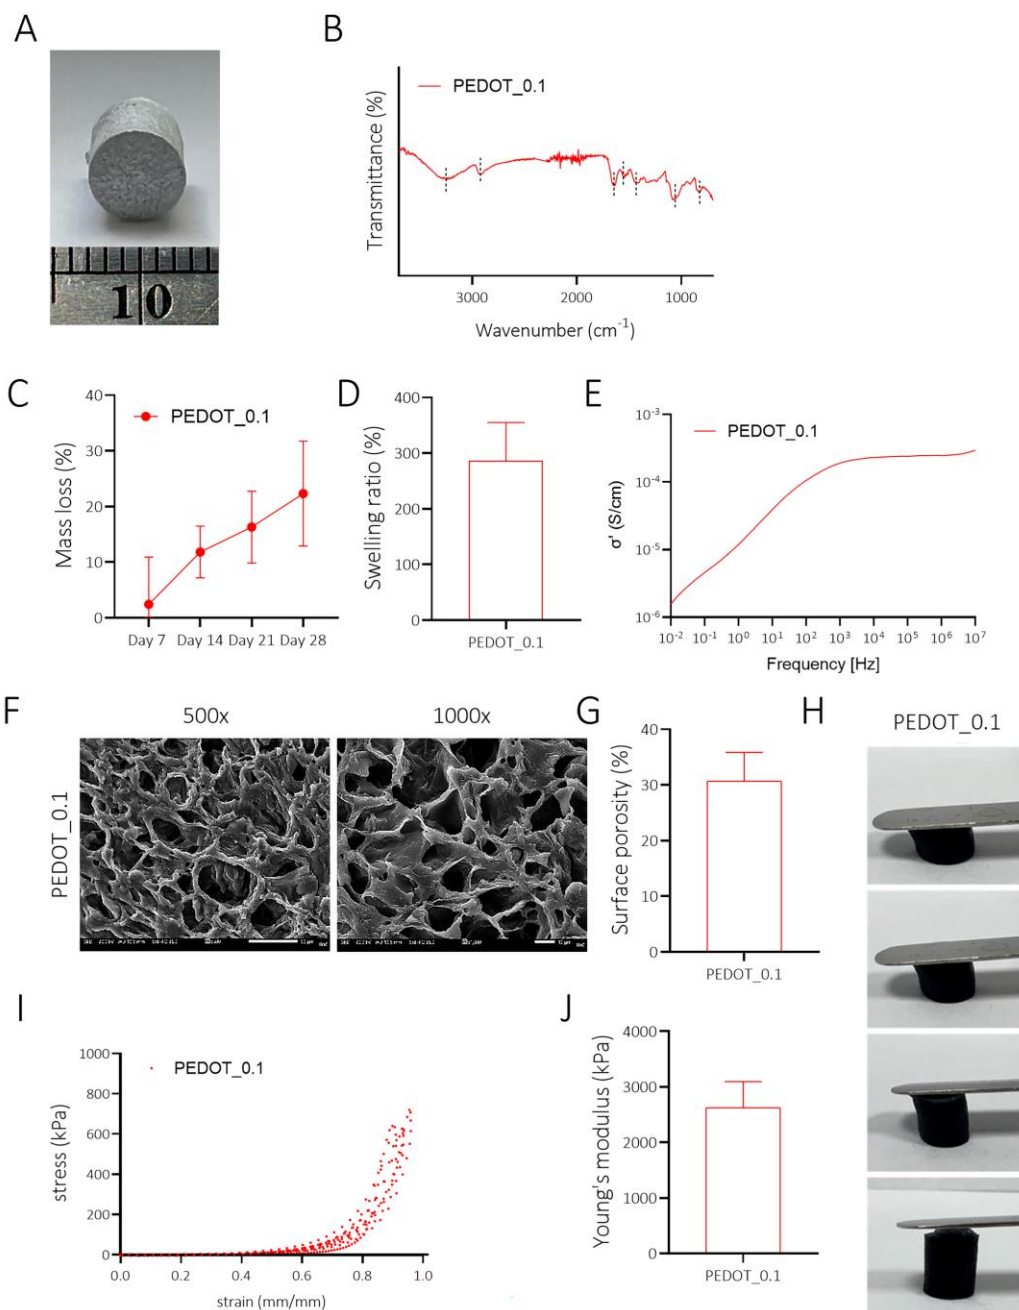 A
10
B
PEDOT_0.1
Transmittance (%)
3000 2000 1000
Wavenumber (cm⁻¹)
C
PEDOT_0.1
Mass loss (%)
40
30
20
10
0
Day 7 Day 14 Day 21 Day 28
D
Swelling ratio (%)
400
300
200
100
0
PEDOT_0.1
E
PEDOT_0.1
σ' (S/cm)
10⁻³
10⁻⁴
10⁻⁵
10⁻⁶
10⁻² 10⁻¹ 10⁰ 10¹ 10² 10³ 10⁴ 10⁵ 10⁶ 10⁷
Frequency [Hz]
F
500x 1000x
PEDOT_0.1
G
Surface porosity (%)
40
30
20
10
0
PEDOT_0.1
H
PEDOT_0.1
I
PEDOT_0.1
stress (kPa)
1000
800
600
400
200
0
0.0 0.2 0.4 0.6 0.8 1.0
strain (mm/mm)
J
Young's modulus (kPa)
4000
3000
2000
1000
0
PEDOT_0.1